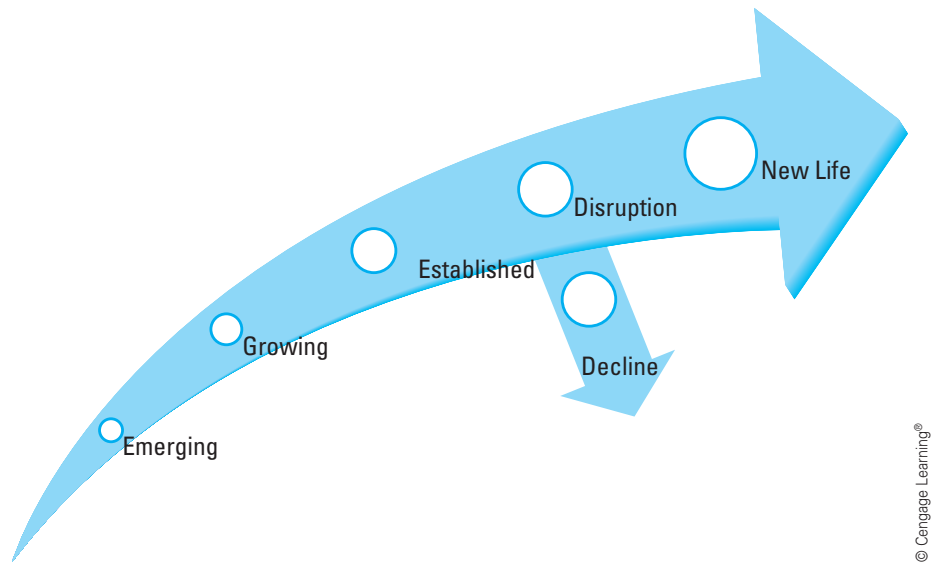 New Life
Disruption
Established
Growing
Decline
Emerging
© Cengage Learning®